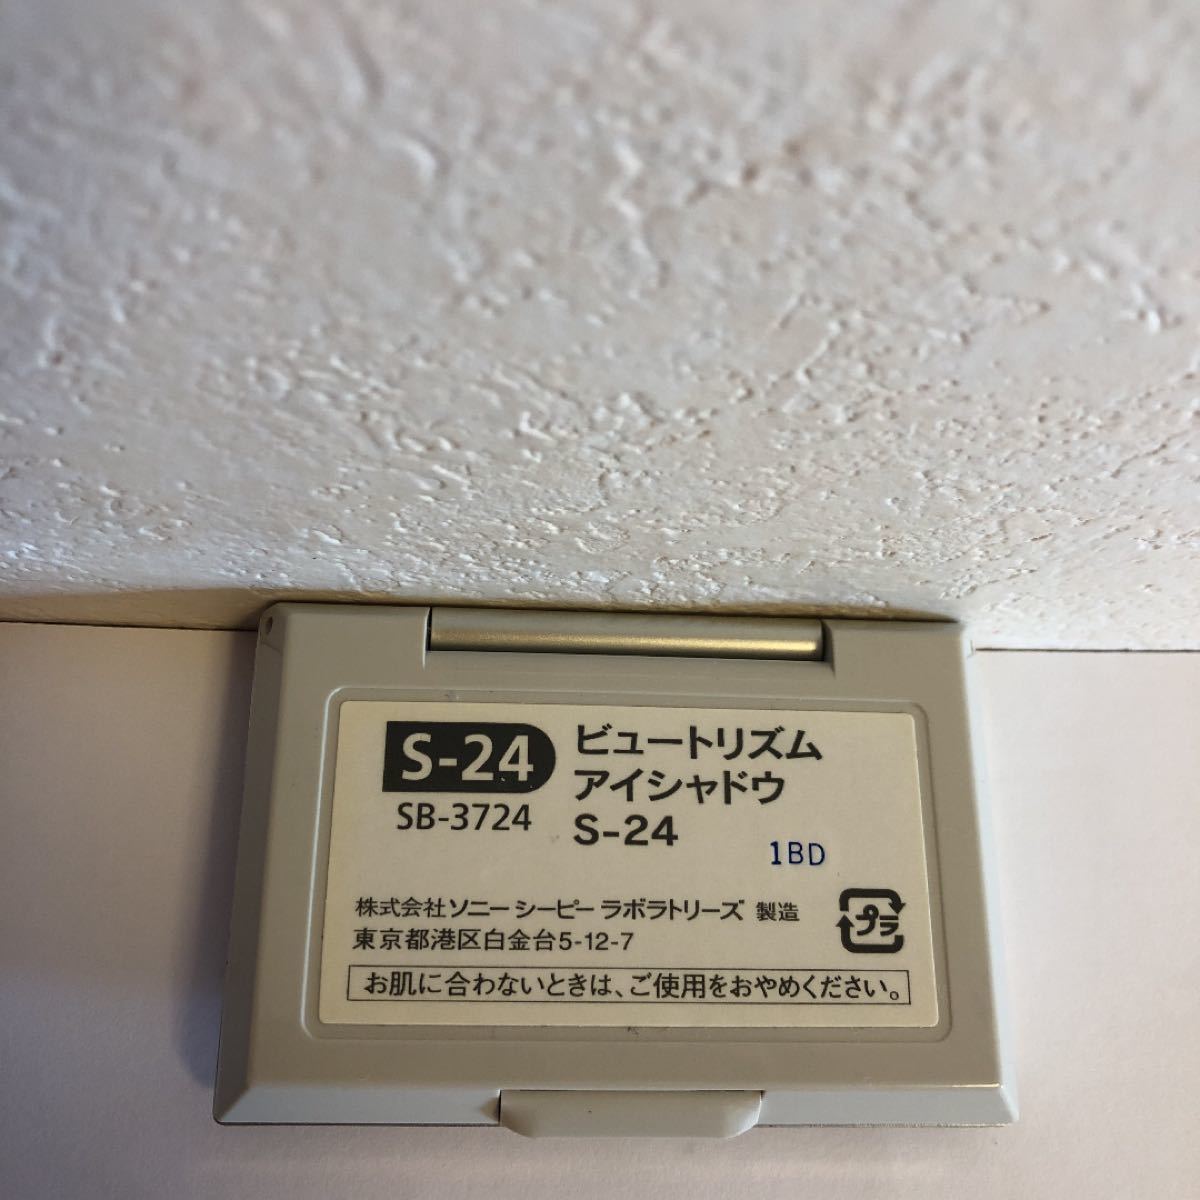 S-24
SB-3724
ビュートリズム
アイシャドウ
S-24
1BD
株式会社ソニー シーピー ラボラトリーズ 製造
東京都港区白金台5-12-7
プラ
お肌に合わないときは、ご使用をおやめください。